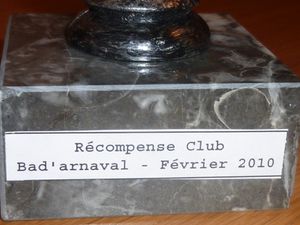 Récompense Club
Bad'arnaval - Février 2010